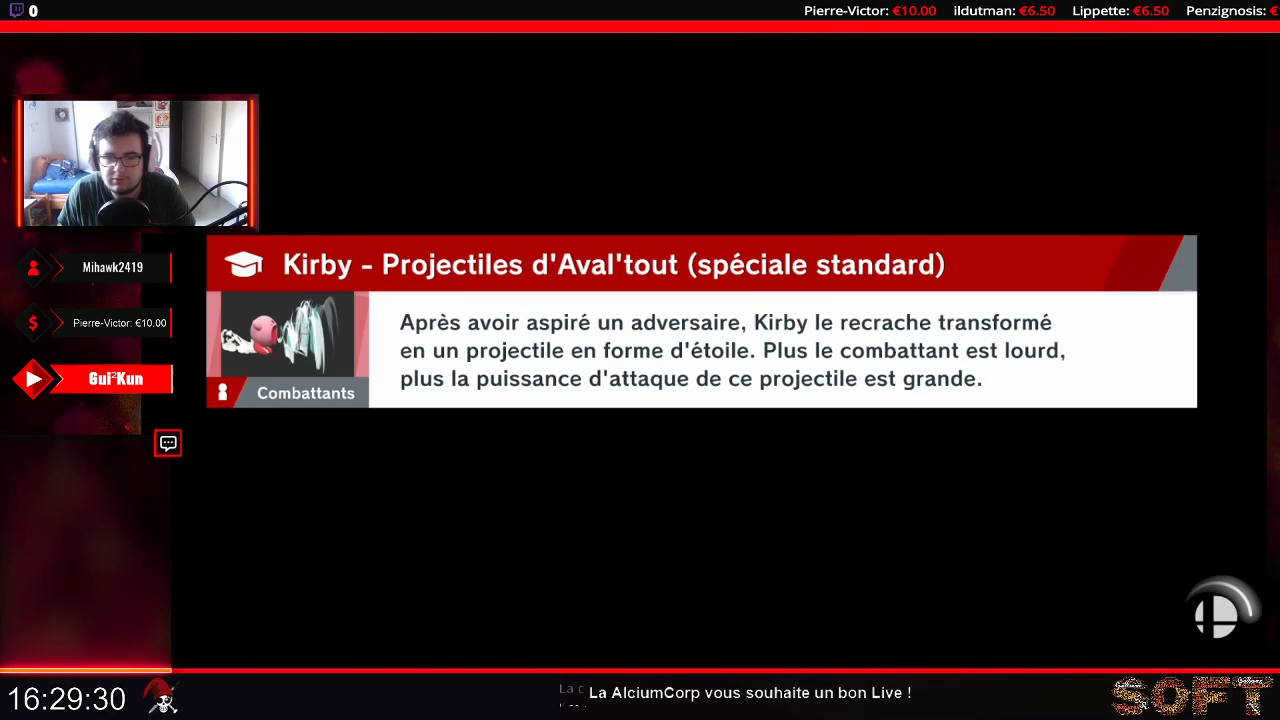 0
Pierre-Victor: €10.00 ildutman: €6.50 Lippette: €6.50 Penzignosis: €
Mihawk2419
Pierre-Victor: €10.00
Gui²Kun
Kirby - Projectiles d'Aval'tout (spéciale standard)
Après avoir aspiré un adversaire, Kirby le recrache transformé
en un projectile en forme d'étoile. Plus le combattant est lourd,
plus la puissance d'attaque de ce projectile est grande.
Combattants
16:29:30
La c
La AlciumCorp vous souhaite un bon Live !
SOFT